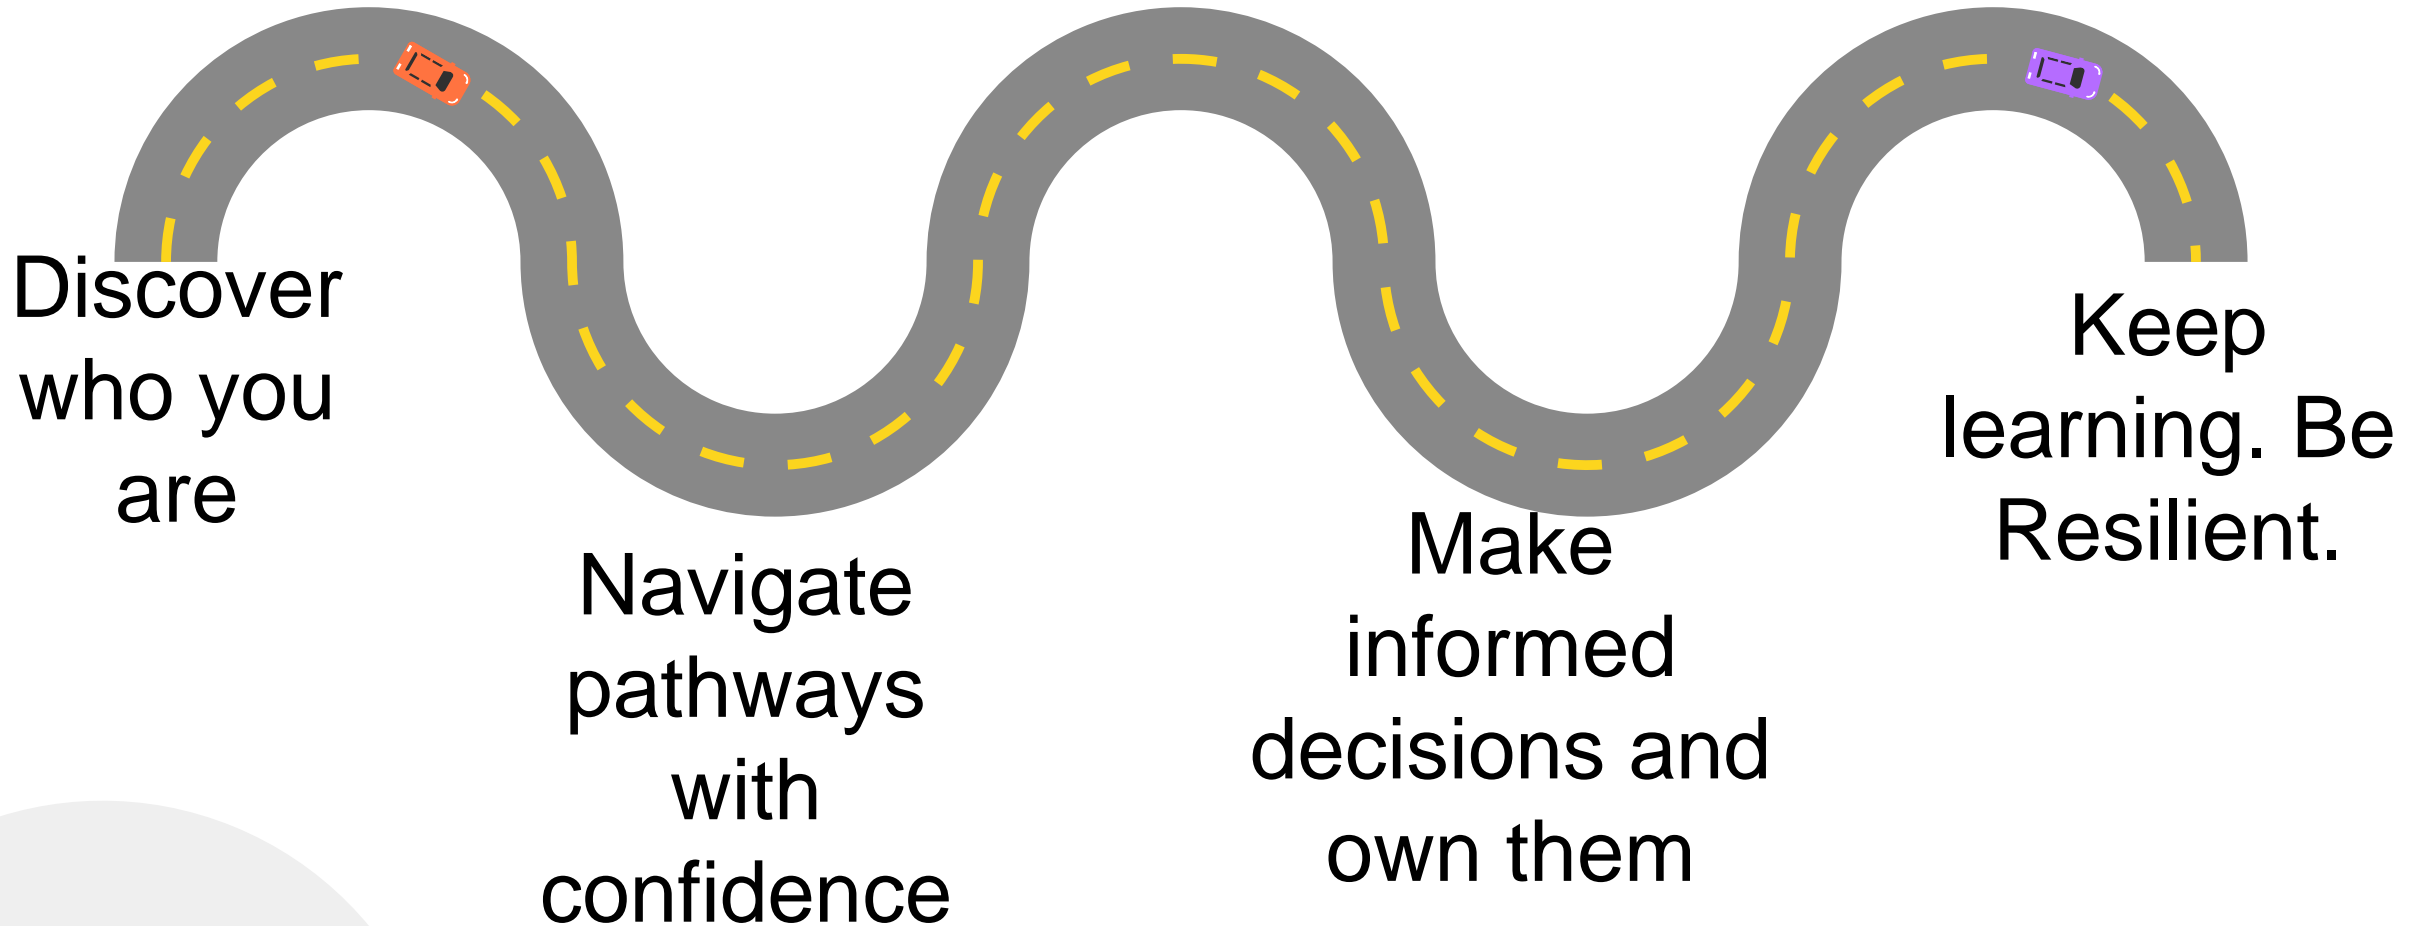 Discover
who you
are
Navigate
pathways
with
confidence
Make
informed
decisions and
own them
Keep
learning. Be
Resilient.